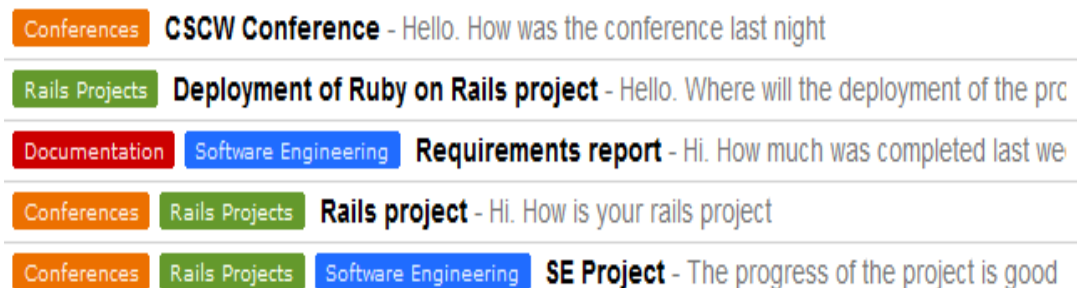 Conferences CSCW Conference - Hello. How was the conference last night
Rails Projects Deployment of Ruby on Rails project - Hello. Where will the deployment of the
Documentation Software Engineering Requirements report - Hi. How much was completed last
Conferences Rails Projects Rails project - Hi. How is your rails project
Conferences Rails Projects Software Engineering SE Project - The progress of the project is good